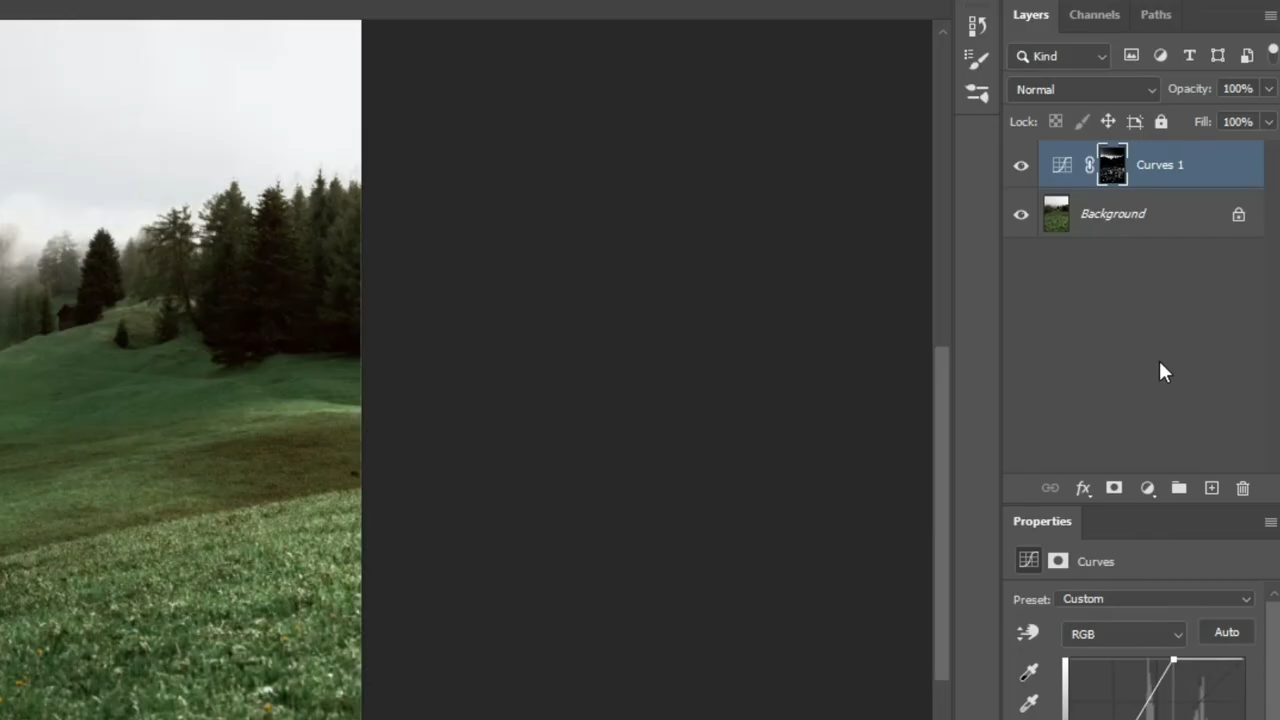 Layers Channels Paths
Kind
Normal Opacity: 100%
Lock: Fill: 100%
Curves 1
Background
fx
Properties
Curves
Preset: Custom
RGB Auto